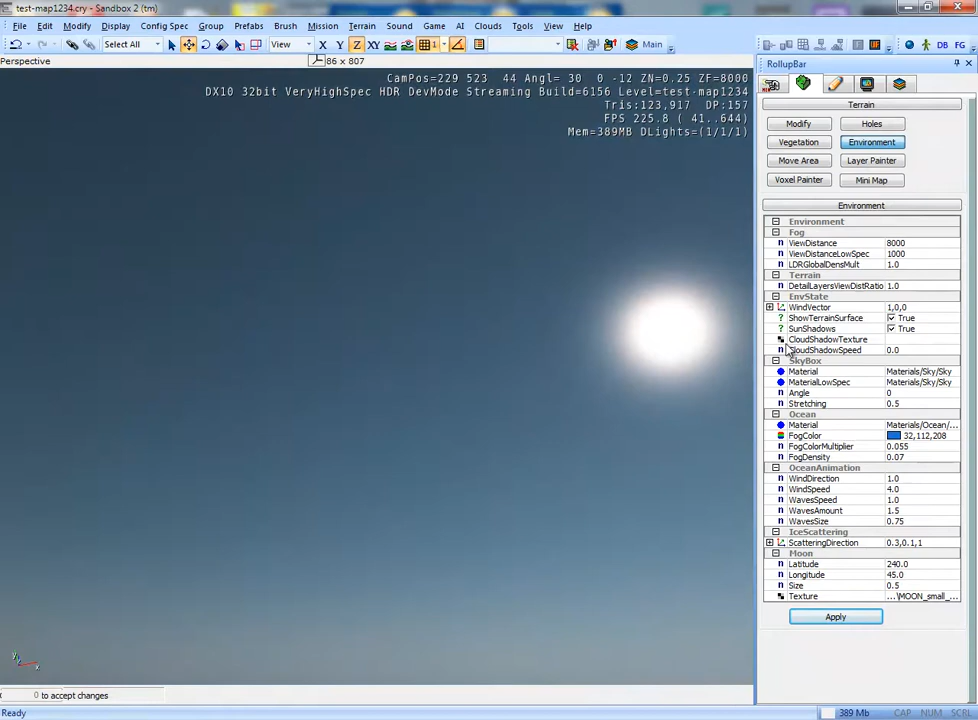 test-map1234.cry - Sandbox 2 (tm)
File Edit Modify Display Config Spec Group Prefabs Brush Mission Terrain Sound Game AI Clouds Tools View Help
Select All View X Y Z XY 1 Main DB FG
Perspective 86 x 807
RollupBar
CamPos=229 523 44 Angl= 30 0 -12 ZN=0.25 ZF=8000
DX10 32bit VeryHighSpec HDR DevMode Streaming Build=6156 Level=test-map1234
Tris:123,917 DP:157
FPS 225.8 ( 41..644)
Mem=389MB DLights=(1/1/1)
Terrain
Modify Holes
Vegetation Environment
Move Area Layer Painter
Voxel Painter Mini Map
Environment
Environment
Fog
ViewDistance 8000
ViewDistanceLowSpec 1000
LDRGlobalDensMult 1.0
Terrain
DetailLayersViewDistRatio 1.0
EnvState
WindVector 1,0,0
ShowTerrainSurface True
SunShadows True
CloudShadowTexture
CloudShadowSpeed 0.0
SkyBox
Material Materials/Sky/Sky
MaterialLowSpec Materials/Sky/Sky
Angle 0
Stretching 0.5
Ocean
Material Materials/Ocean/...
FogColor 32,112,208
FogColorMultiplier 0.055
FogDensity 0.07
OceanAnimation
WindDirection 1.0
WindSpeed 4.0
WavesSpeed 1.0
WavesAmount 1.5
WavesSize 0.75
IceScattering
ScatteringDirection 0.3,0.1,1
Moon
Latitude 240.0
Longitude 45.0
Size 0.5
Texture ...\MOON_small_...
Apply
y z x
0 to accept changes
Ready 389 Mb CAP NUM SCRL